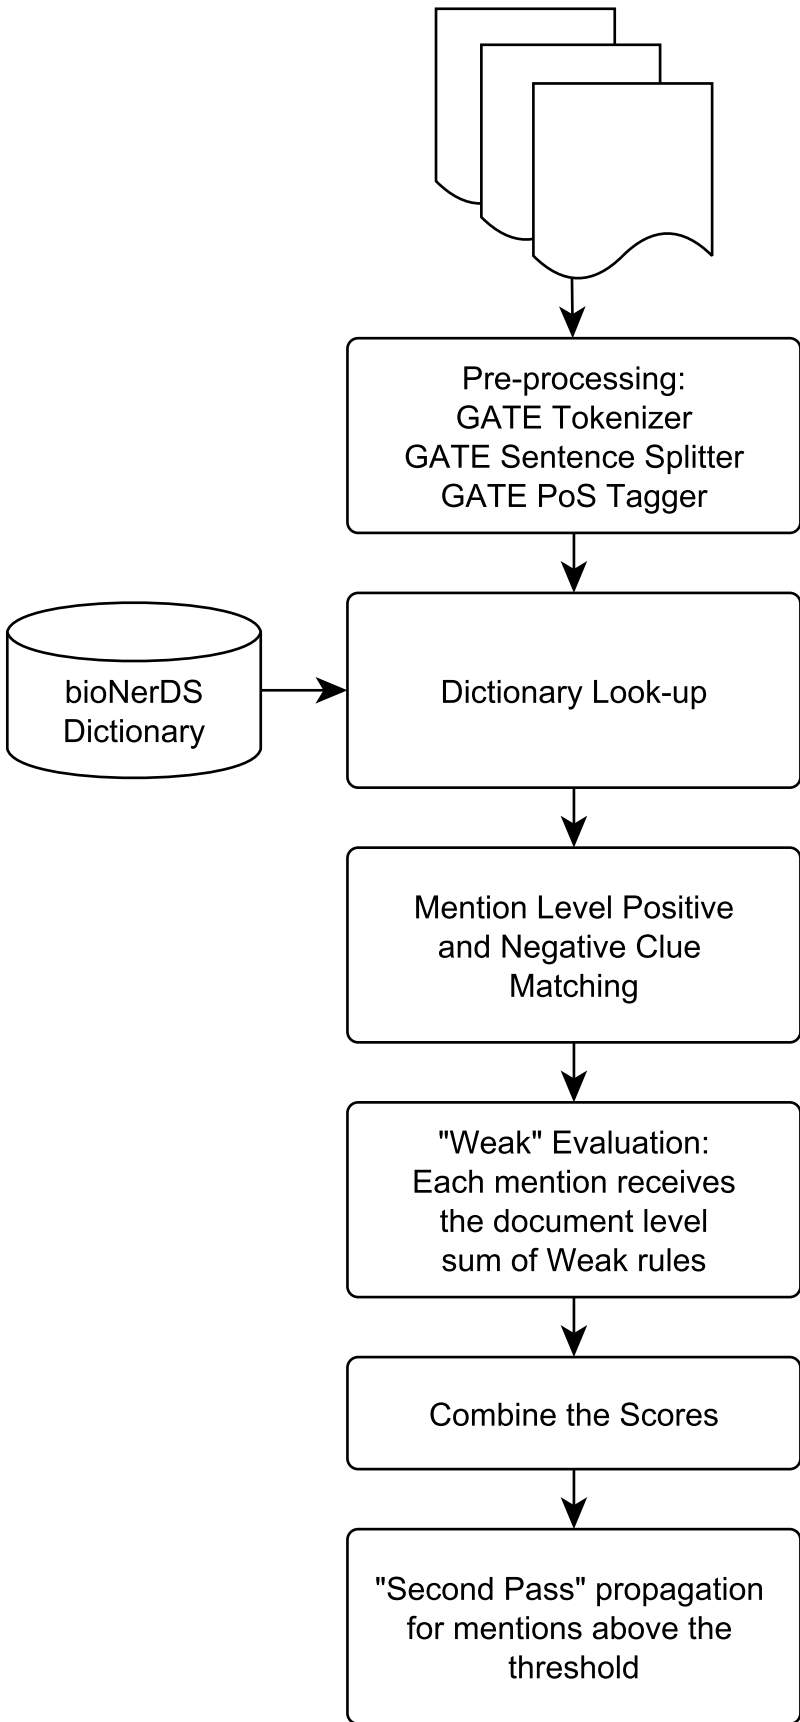 Pre-processing:
GATE Tokenizer
GATE Sentence Splitter
GATE PoS Tagger
bioNerDS
Dictionary
Dictionary Look-up
Mention Level Positive
and Negative Clue
Matching
"Weak" Evaluation:
Each mention receives
the document level
sum of Weak rules
Combine the Scores
"Second Pass" propagation
for mentions above the
threshold